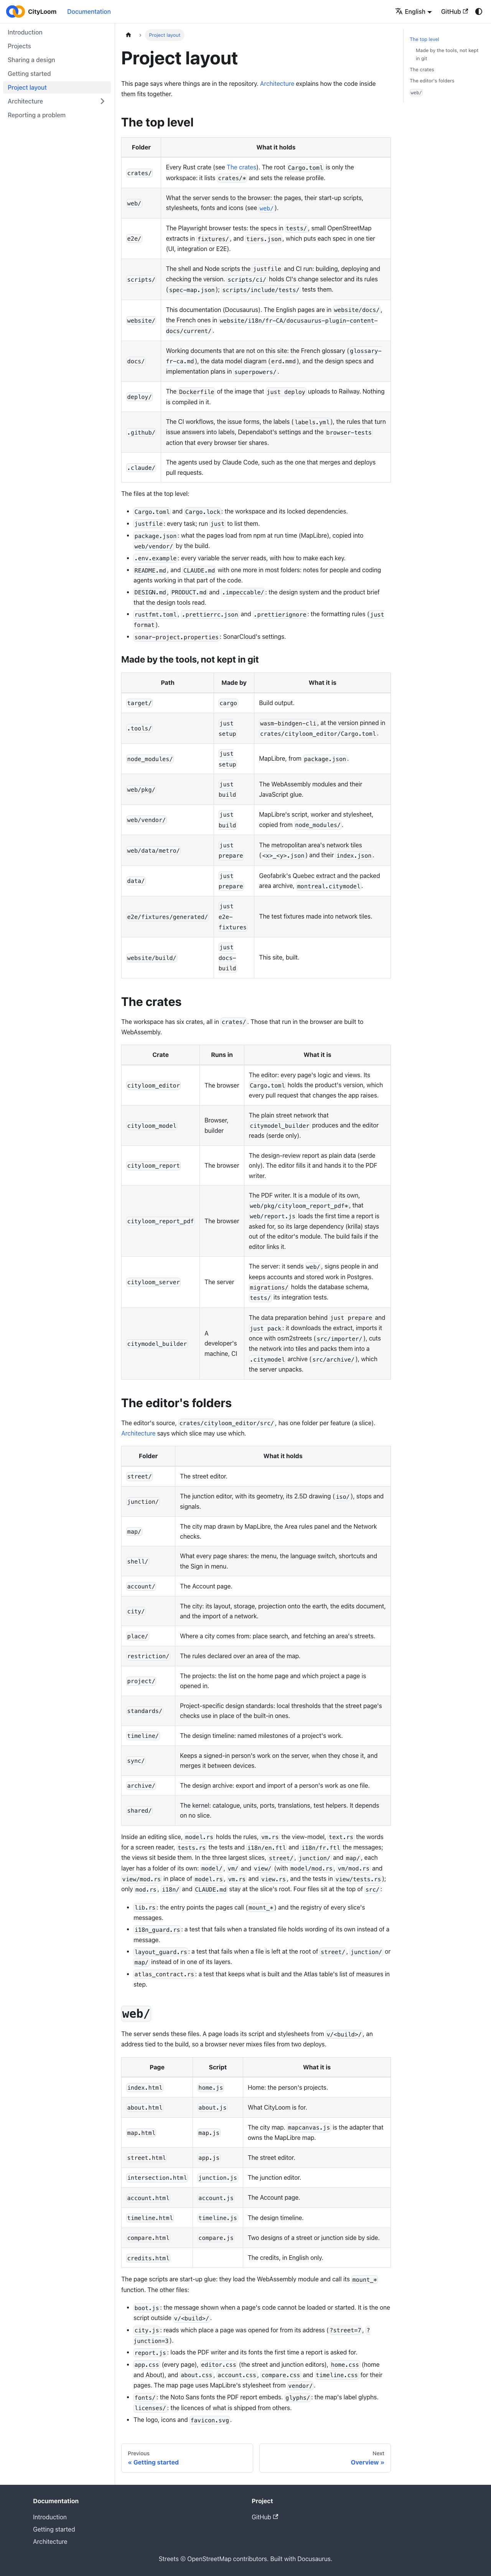 CityLoom
Documentation
English
GitHub
Introduction
Projects
Sharing a design
Getting started
Project layout
Architecture
Reporting a problem
Project layout
Project layout
This page says where things are in the repository. Architecture explains how the code inside
them fits together.
The top level
Folder What it holds
crates/ Every Rust crate (see The crates). The root Cargo.toml is only the
workspace: it lists crates/* and sets the release profile.
web/ What the server sends to the browser: the pages, their start-up scripts,
stylesheets, fonts and icons (see web/).
e2e/ The Playwright browser tests: the specs in tests/, small OpenStreetMap
extracts in fixtures/, and tiers.json, which puts each spec in one tier
(UI, integration or E2E).
scripts/ The shell and Node scripts the justfile and CI run: building, deploying and
checking the version. scripts/ci/ holds CI's change selector and its rules
(spec-map.json); scripts/include/tests/ tests them.
website/ This documentation (Docusaurus). The English pages are in website/docs/,
the French ones in website/i18n/fr-CA/docusaurus-plugin-content-
docs/current/.
docs/ Working documents that are not on this site: the French glossary (glossary-
fr-ca.md), the data model diagram (erd.mmd), and the design specs and
implementation plans in superpowers/.
deploy/ The Dockerfile of the image that just deploy uploads to Railway. Nothing
is compiled in it.
.github/ The CI workflows, the issue forms, the labels (labels.yml), the rules that turn
issue answers into labels, Dependabot's settings and the browser-tests
action that every browser tier shares.
.claude/ The agents used by Claude Code, such as the one that merges and deploys
pull requests.
The files at the top level:
Cargo.toml and Cargo.lock: the workspace and its locked dependencies.
justfile: every task; run just to list them.
package.json: what the pages load from npm at run time (MapLibre), copied into
web/vendor/ by the build.
.env.example: every variable the server reads, with how to make each key.
README.md, and CLAUDE.md with one more in most folders: notes for people and coding
agents working in that part of the code.
DESIGN.md, PRODUCT.md and .impeccable/: the design system and the product brief
that the design tools read.
rustfmt.toml, .prettierrc.json and .prettierignore: the formatting rules (just
format).
sonar-project.properties: SonarCloud's settings.
Made by the tools, not kept in git
Path Made by What it is
target/ cargo Build output.
.tools/ just
setup wasm-bindgen-cli, at the version pinned in
crates/cityloom_editor/Cargo.toml.
node_modules/ just
setup MapLibre, from package.json.
web/pkg/ just
build The WebAssembly modules and their
JavaScript glue.
web/vendor/ just
build MapLibre's script, worker and stylesheet,
copied from node_modules/.
web/data/metro/ just
prepare The metropolitan area's network tiles
(<x>_<y>.json) and their index.json.
data/ just
prepare Geofabrik's Quebec extract and the packed
area archive, montreal.citymodel.
e2e/fixtures/generated/ just
e2e-
fixtures The test fixtures made into network tiles.
website/build/ just
docs-
build This site, built.
The crates
The workspace has six crates, all in crates/. Those that run in the browser are built to
WebAssembly.
Crate Runs in What it is
cityloom_editor The browser The editor: every page's logic and views. Its
Cargo.toml holds the product's version, which
every pull request that changes the app raises.
cityloom_model Browser,
builder The plain street network that
citymodel_builder produces and the editor
reads (serde only).
cityloom_report The browser The design-review report as plain data (serde
only). The editor fills it and hands it to the PDF
writer.
cityloom_report_pdf The browser The PDF writer. It is a module of its own,
web/pkg/cityloom_report_pdf*, that
web/report.js loads the first time a report is
asked for, so its large dependency (krilla) stays
out of the editor's module. The build fails if the
editor links it.
cityloom_server The server The server: it sends web/, signs people in and
keeps accounts and stored work in Postgres.
migrations/ holds the database schema,
tests/ its integration tests.
citymodel_builder A
developer's
machine, CI The data preparation behind just prepare and
just pack: it downloads the extract, imports it
once with osm2streets (src/importer/), cuts
the network into tiles and packs them into a
.citymodel archive (src/archive/), which
the server unpacks.
The editor's folders
The editor's source, crates/cityloom_editor/src/, has one folder per feature (a slice).
Architecture says which slice may use which.
Folder What it holds
street/ The street editor.
junction/ The junction editor, with its geometry, its 2.5D drawing (iso/), stops and
signals.
map/ The city map drawn by MapLibre, the Area rules panel and the Network
checks.
shell/ What every page shares: the menu, the language switch, shortcuts and
the Sign in menu.
account/ The Account page.
city/ The city: its layout, storage, projection onto the earth, the edits document,
and the import of a network.
place/ Where a city comes from: place search, and fetching an area's streets.
restriction/ The rules declared over an area of the map.
project/ The projects: the list on the home page and which project a page is
opened in.
standards/ Project-specific design standards: local thresholds that the street page's
checks use in place of the built-in ones.
timeline/ The design timeline: named milestones of a project's work.
sync/ Keeps a signed-in person's work on the server, when they chose it, and
merges it between devices.
archive/ The design archive: export and import of a person's work as one file.
shared/ The kernel: catalogue, units, ports, translations, test helpers. It depends
on no slice.
Inside an editing slice, model.rs holds the rules, vm.rs the view-model, text.rs the words
for a screen reader, tests.rs the tests and i18n/en.ftl and i18n/fr.ftl the messages;
the views sit beside them. In the three largest slices, street/, junction/ and map/, each
layer has a folder of its own: model/, vm/ and view/ (with model/mod.rs, vm/mod.rs and
view/mod.rs in place of model.rs, vm.rs and view.rs, and the tests in view/tests.rs);
only mod.rs, i18n/ and CLAUDE.md stay at the slice's root. Four files sit at the top of src/:
lib.rs: the entry points the pages call (mount_*) and the registry of every slice's
messages.
i18n_guard.rs: a test that fails when a translated file holds wording of its own instead of a
message.
layout_guard.rs: a test that fails when a file is left at the root of street/, junction/ or
map/ instead of in one of its layers.
atlas_contract.rs: a test that keeps what is built and the Atlas table's list of measures in
step.
web/
The server sends these files. A page loads its script and stylesheets from v/<build>/, an
address tied to the build, so a browser never mixes files from two deploys.
Page Script What it is
index.html home.js Home: the person's projects.
about.html about.js What CityLoom is for.
map.html map.js The city map. mapcanvas.js is the adapter that
owns the MapLibre map.
street.html app.js The street editor.
intersection.html junction.js The junction editor.
account.html account.js The Account page.
timeline.html timeline.js The design timeline.
compare.html compare.js Two designs of a street or junction side by side.
credits.html The credits, in English only.
The page scripts are start-up glue: they load the WebAssembly module and call its mount_*
function. The other files:
boot.js: the message shown when a page's code cannot be loaded or started. It is the one
script outside v/<build>/.
city.js: reads which place a page was opened for from its address (?street=7, ?
junction=3).
report.js: loads the PDF writer and its fonts the first time a report is asked for.
app.css (every page), editor.css (the street and junction editors), home.css (home
and About), and about.css, account.css, compare.css and timeline.css for their
pages. The map page uses MapLibre's stylesheet from vendor/.
fonts/: the Noto Sans fonts the PDF report embeds. glyphs/: the map's label glyphs.
licenses/: the licences of what is shipped from others.
The logo, icons and favicon.svg.
Previous
« Getting started
Next
Overview »
The top level
Made by the tools, not kept
in git
The crates
The editor's folders
web/
Documentation
Introduction
Getting started
Architecture
Project
GitHub
Streets © OpenStreetMap contributors. Built with Docusaurus.